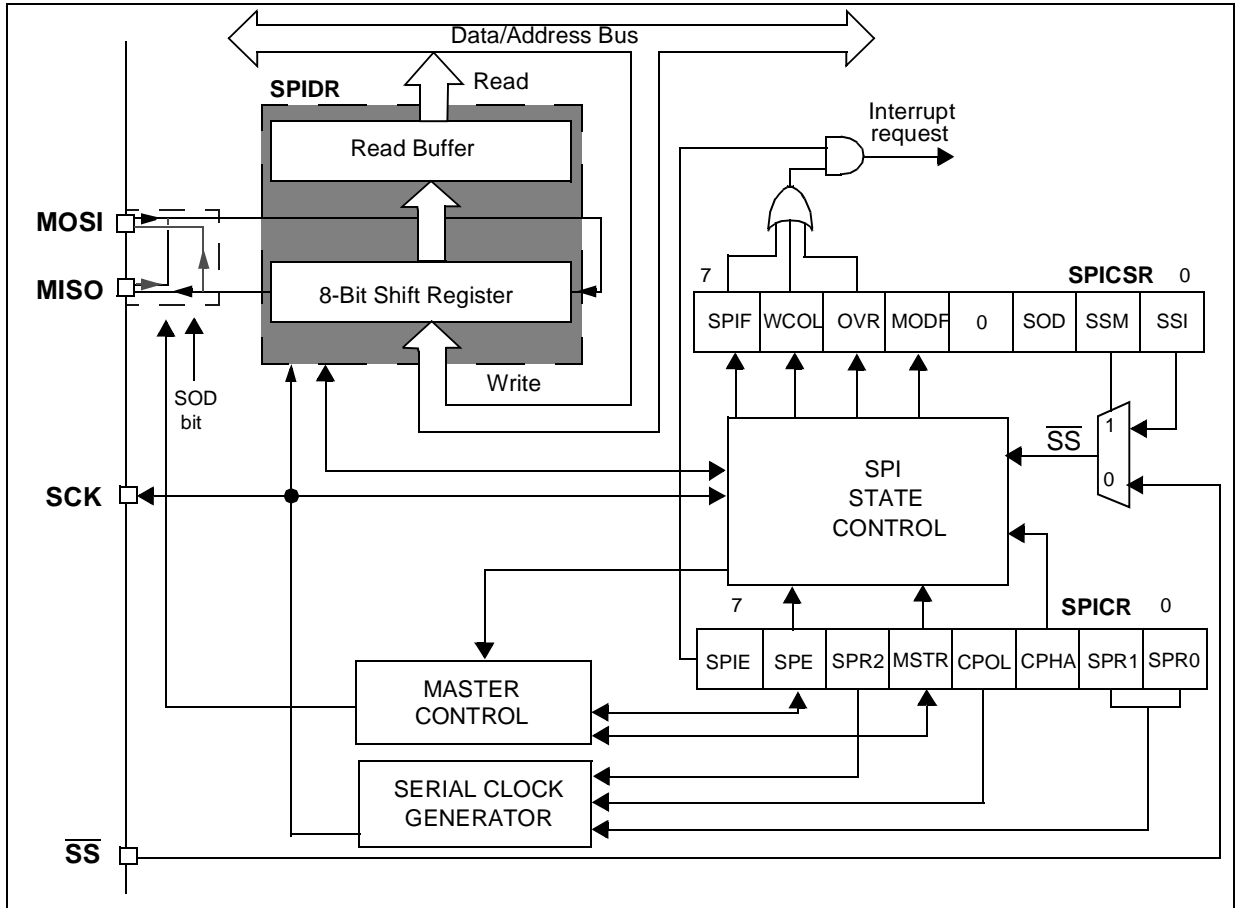 Data/Address Bus
SPIDR
Read
Read Buffer
Interrupt
request
MOSI
MISO
8-Bit Shift Register
7
SPICSR
0
SPIF
WCOL
OVR
MODF
0
SOD
SSM
SSI
Write
SOD
bit
1
SS
0
SCK
SPI
STATE
CONTROL
7
SPICR
0
SPIE
SPE
SPR2
MSTR
CPOL
CPHA
SPR1
SPR0
MASTER
CONTROL
SERIAL CLOCK
GENERATOR
SS